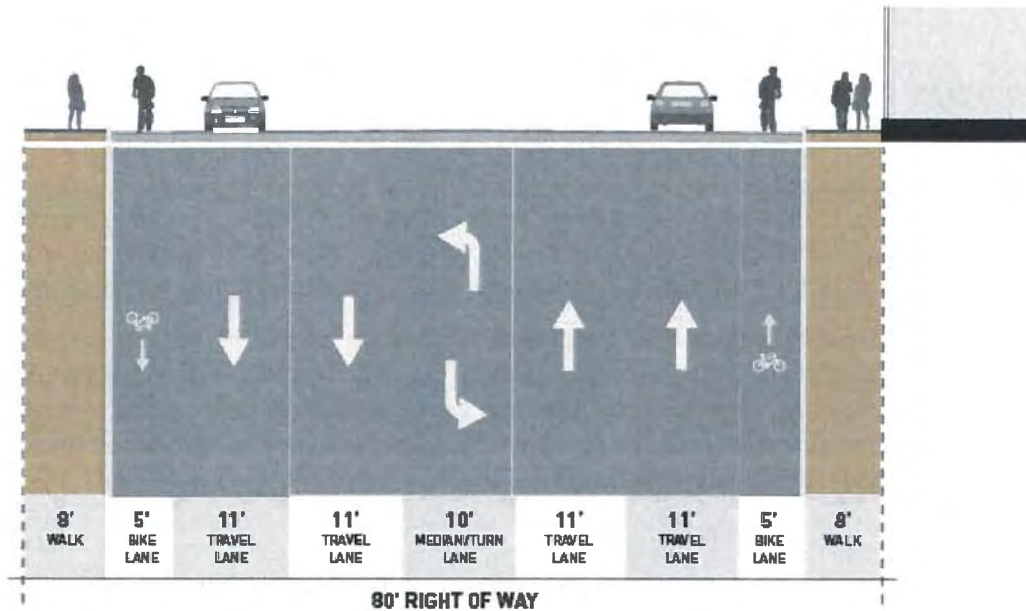 8'
WALK
5'
BIKE
LANE
11'
TRAVEL
LANE
11'
TRAVEL
LANE
10'
MEDIAN/TURN
LANE
11'
TRAVEL
LANE
11'
TRAVEL
LANE
5'
BIKE
LANE
8'
WALK
80' RIGHT OF WAY